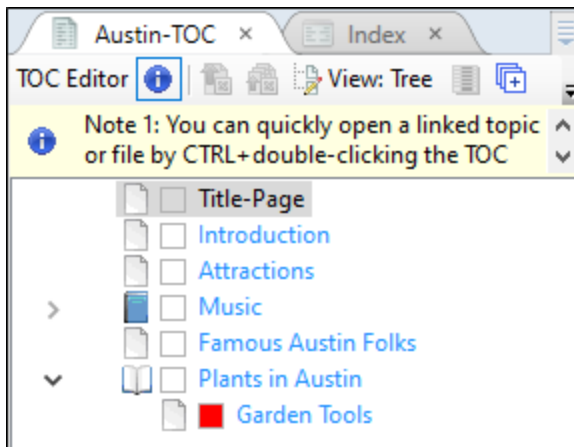 Austin-TOC × Index ×
TOC Editor View: Tree
Note 1: You can quickly open a linked topic
or file by CTRL+double-clicking the TOC
Title-Page
Introduction
Attractions
Music
Famous Austin Folks
Plants in Austin
Garden Tools